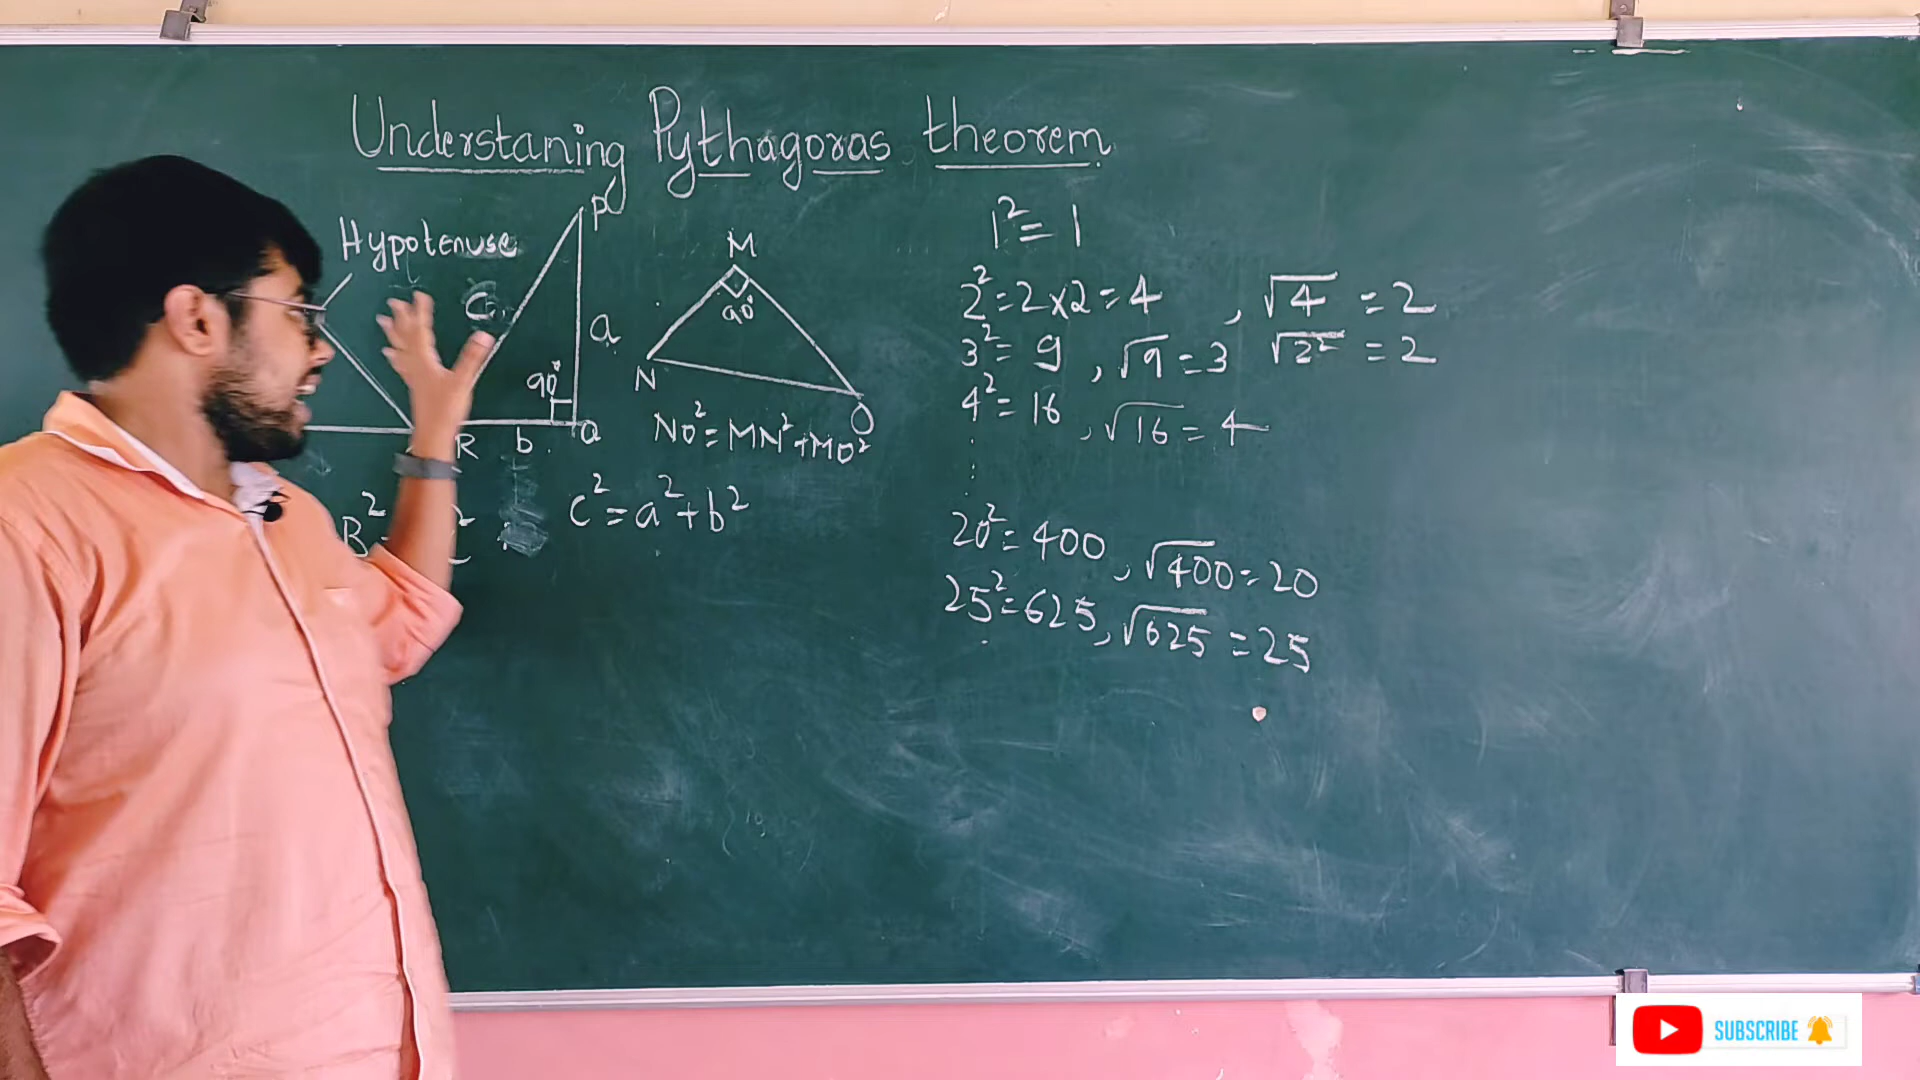 Understaning Pythagoras theorem
Hypotenuse
P
C
a
90°
R b Q
M
90°
N
O
NO²=MN²+MO²
B²
2
C²=a²+b²
1²=1
2²=2×2=4, √4=2
3²=9, √9=3 √2²=2
4²=16, √16=4
20²=400, √400=20
25²=625, √625=25
SUBSCRIBE